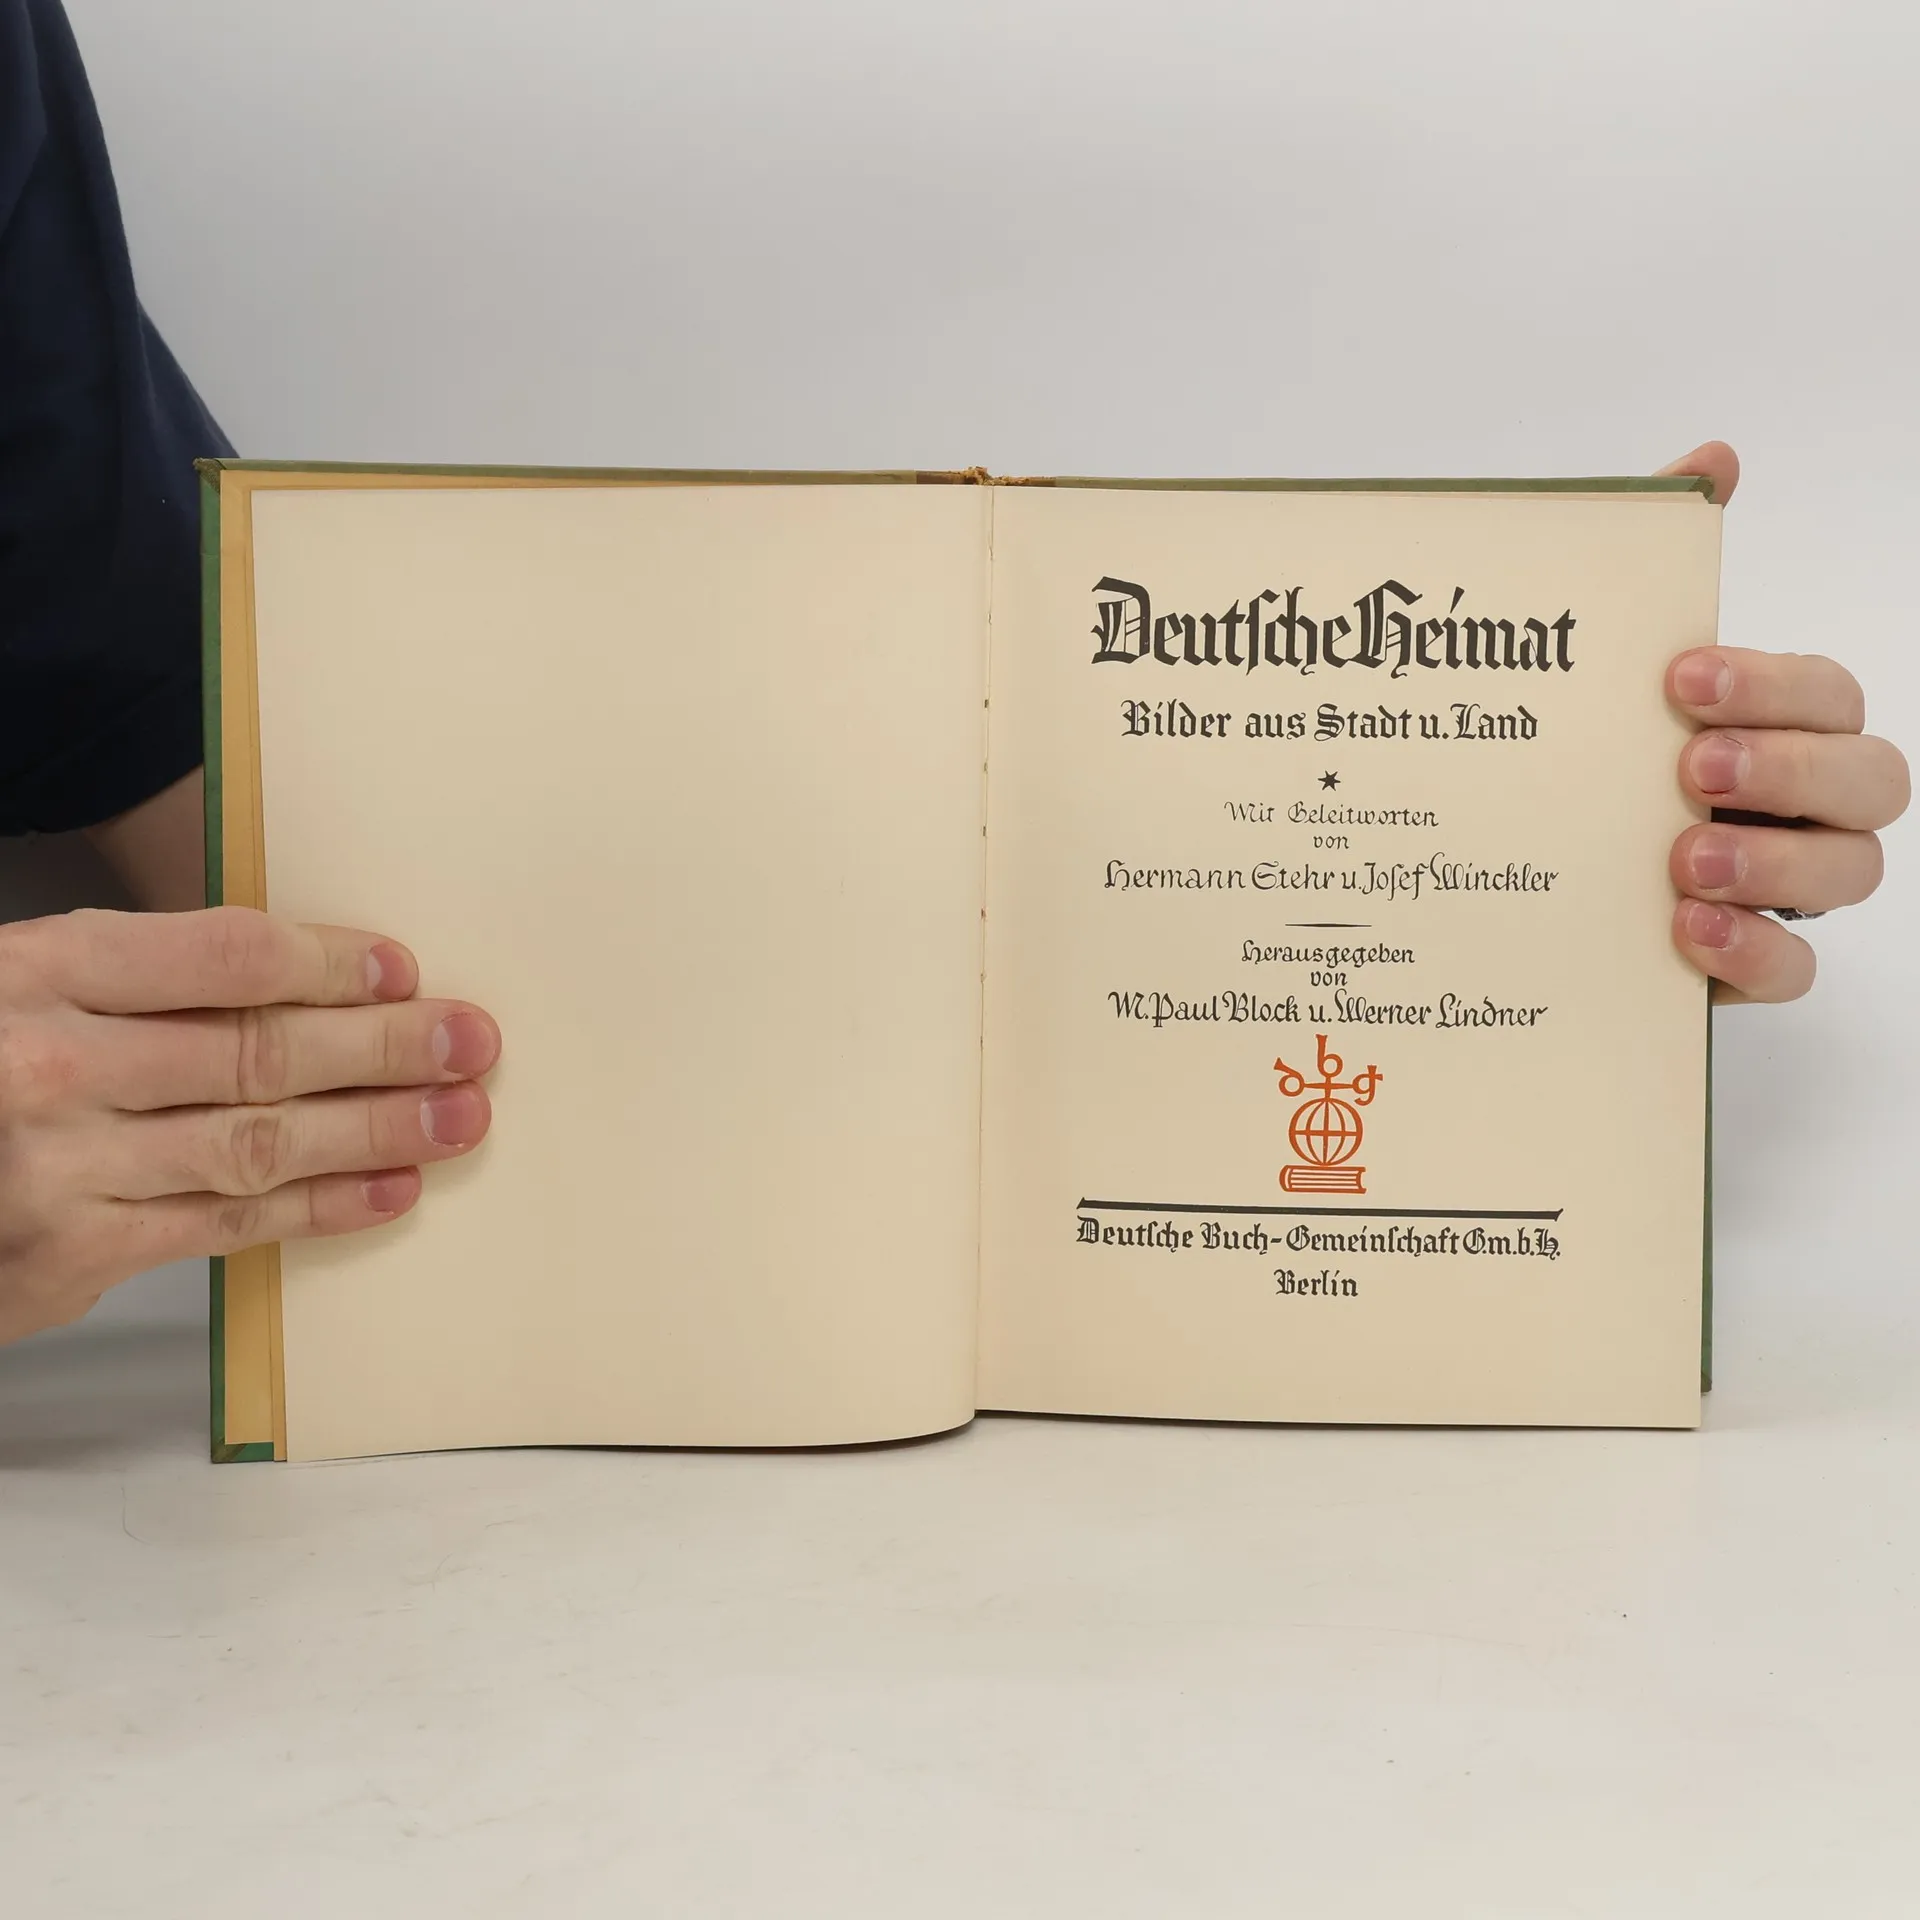 Deutſche Heimat
Bilder aus Stadt u. Land
Mit Geleitworten
von
Hermann Stehr u. Joſef Winckler
Herausgegeben
von
M. Paul Block u. Werner Lindner
dbg
Deutſche Buch-Gemeinſchaft G.m.b.H.
Berlin